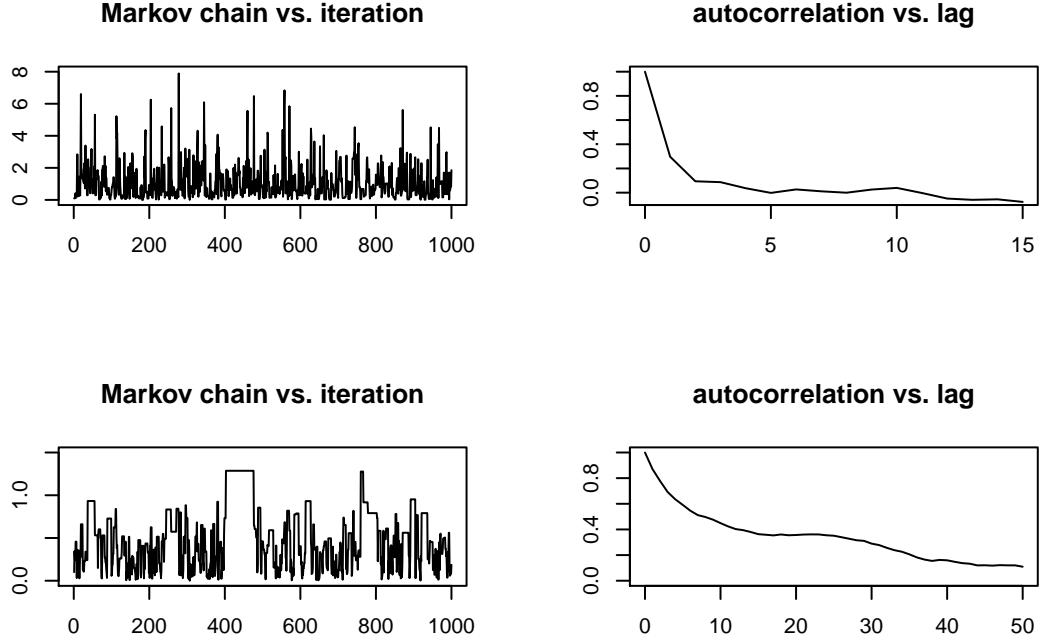 Markov chain vs. iteration
0 2 4 6 8
0 200 400 600 800 1000
autocorrelation vs. lag
0.0 0.4 0.8
0 5 10 15
Markov chain vs. iteration
0.0 1.0
0 200 400 600 800 1000
autocorrelation vs. lag
0.0 0.4 0.8
0 10 20 30 40 50